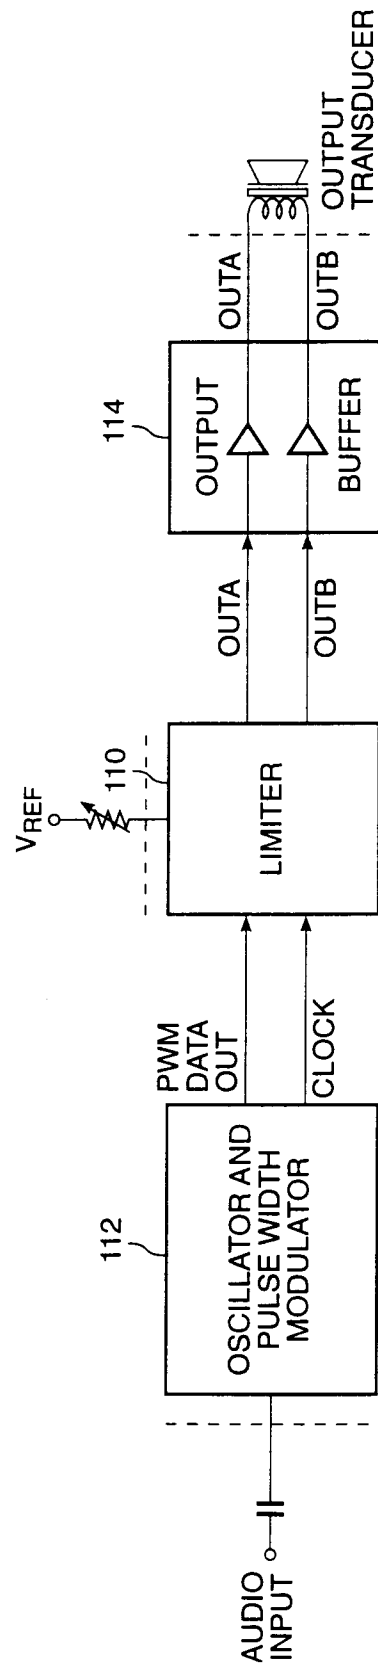 AUDIO
INPUT
112
OSCILLATOR AND
PULSE WIDTH
MODULATOR
PWM
DATA
OUT
CLOCK
VREF
110
LIMITER
OUTA
OUTB
114
OUTPUT
BUFFER
OUTA
OUTB
OUTPUT
TRANSDUCER